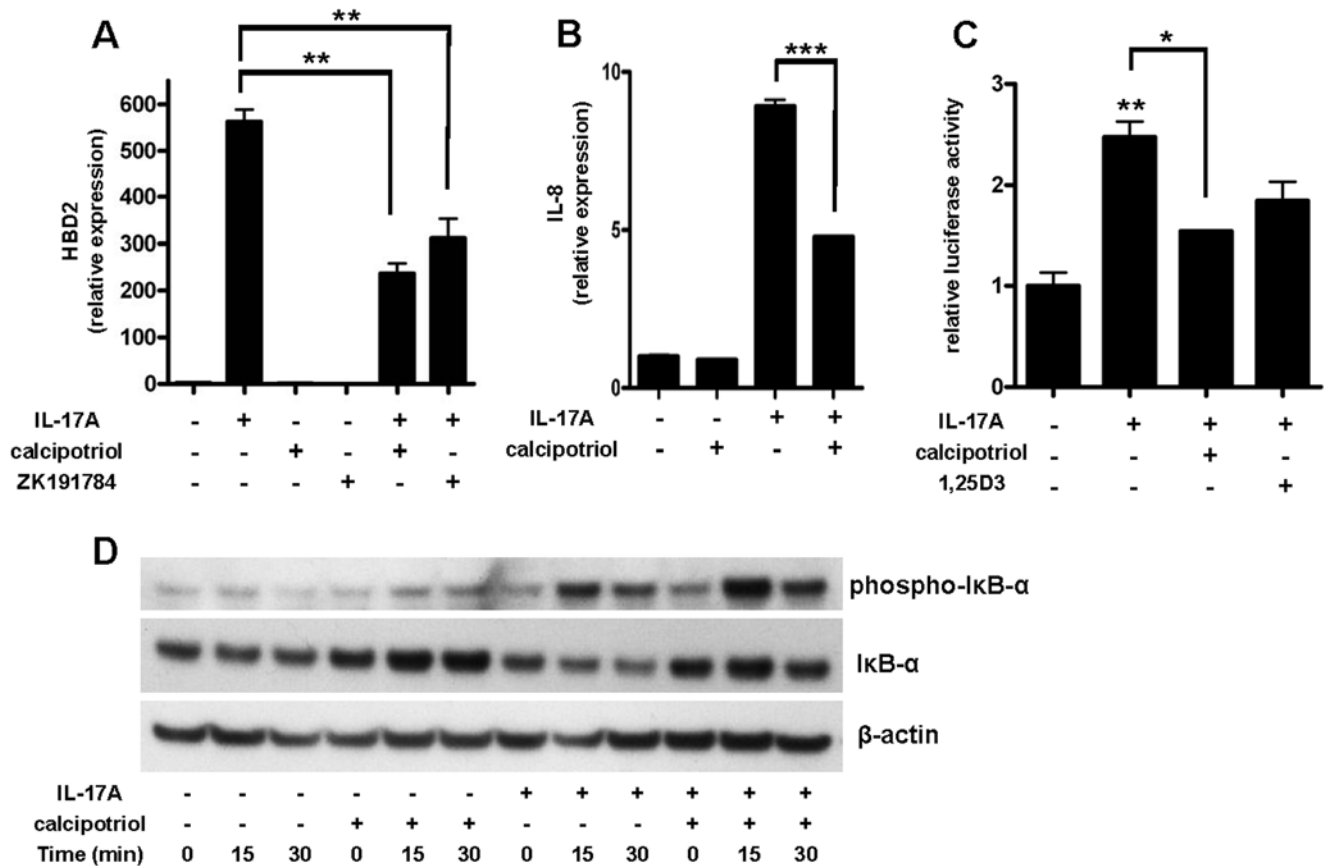 A
**
**
600
500
400
300
200
100
0
HBD2
(relative expression)
IL-17A - + - - + +
calcipotriol - - + - + -
ZK191784 - - - + - +
B
***
10
5
0
IL-8
(relative expression)
IL-17A - - + +
calcipotriol - + - +
C
*
**
3
2
1
0
relative luciferase activity
IL-17A - + + +
calcipotriol - - + -
1,25D3 - - - +
D
phospho-IκB-α
IκB-α
β-actin
IL-17A - - - - - - + + + + + +
calcipotriol - - - + + + - - - + + +
Time (min) 0 15 30 0 15 30 0 15 30 0 15 30